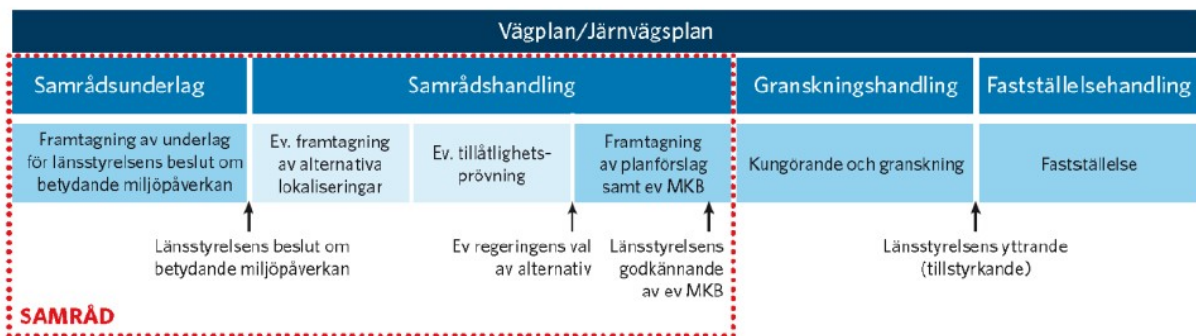 Vägplan/Järnvägsplan
Samrådsunderlag
Samrådshandling
Granskningshandling
Fastställelsehandling
Framtagning av underlag
för länsstyrelsens beslut om
betydande miljöpåverkan
Ev. framtagning
av alternativa
lokaliseringar
Ev. tillåtlighets-
prövning
Framtagning
av planförslag
samt ev MKB
Kungörande och granskning
Fastställelse
Länsstyrelsens beslut om
betydande miljöpåverkan
Ev regeringens val
av alternativ
Länsstyrelsens
godkännande
av ev MKB
Länsstyrelsens yttrande
(tillstyrkande)
SAMRÅD